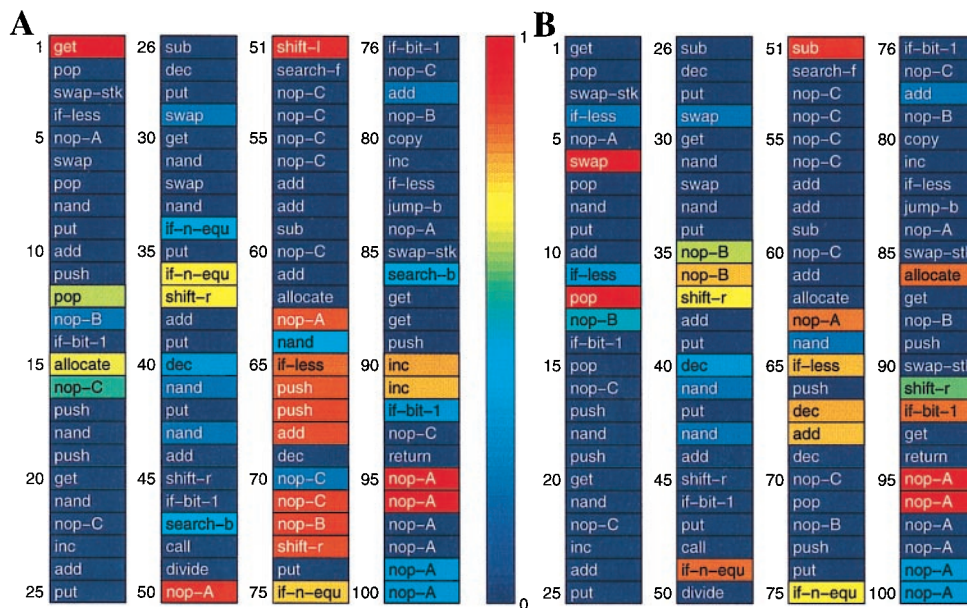 A
1 get
pop
swap-stk
if-less
5 nop-A
swap
pop
nand
put
10 add
push
pop
nop-B
if-bit-1
15 allocate
nop-C
push
nand
push
20 get
nand
nop-C
inc
add
25 put
26 sub
dec
put
swap
30 get
nand
swap
nand
if-n-equ
35 put
if-n-equ
shift-r
add
put
40 dec
nand
put
nand
add
45 shift-r
if-bit-1
search-b
call
divide
50 nop-A
51 shift-l
search-f
nop-C
nop-C
55 nop-C
nop-C
add
add
sub
60 nop-C
add
allocate
nop-A
nand
65 if-less
push
push
add
dec
70 nop-C
nop-C
nop-B
shift-r
put
75 if-n-equ
76 if-bit-1
nop-C
add
nop-B
80 copy
inc
if-less
jump-b
nop-A
85 swap-stk
search-b
get
get
push
90 inc
inc
if-bit-1
nop-C
return
95 nop-A
nop-A
nop-A
nop-A
100 nop-A
1
0
B
1 get
pop
swap-stk
if-less
5 nop-A
swap
pop
nand
put
10 add
if-less
pop
nop-B
if-bit-1
15 pop
nop-C
push
nand
push
20 get
nand
nop-C
inc
add
25 put
26 sub
dec
put
swap
30 get
nand
swap
nand
put
35 nop-B
nop-B
shift-r
add
put
40 dec
nand
put
nand
add
45 shift-r
if-bit-1
put
call
if-n-equ
50 divide
51 sub
search-f
nop-C
nop-C
55 nop-C
nop-C
add
add
sub
60 nop-C
add
allocate
nop-A
nand
65 if-less
push
dec
add
dec
70 nop-C
pop
nop-B
push
put
75 if-n-equ
76 if-bit-1
nop-C
add
nop-B
80 copy
inc
if-less
jump-b
nop-A
85 swap-stk
allocate
get
nop-B
push
90 swap-stk
shift-r
if-bit-1
get
return
95 nop-A
nop-A
nop-A
nop-A
nop-A
100 nop-A